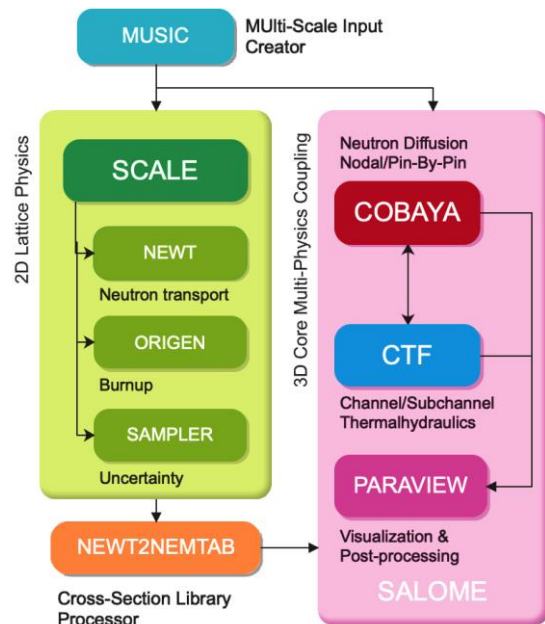 MUSIC
MUlti-Scale Input
Creator
2D Lattice Physics
SCALE
NEWT
Neutron transport
ORIGEN
Burnup
SAMPLER
Uncertainty
NEWT2NEMTAB
Cross-Section Library
Processor
3D Core Multi-Physics Coupling
Neutron Diffusion
Nodal/Pin-By-Pin
COBAYA
CTF
Channel/Subchannel
Thermalhydraulics
PARAVIEW
Visualization &
Post-processing
SALOME